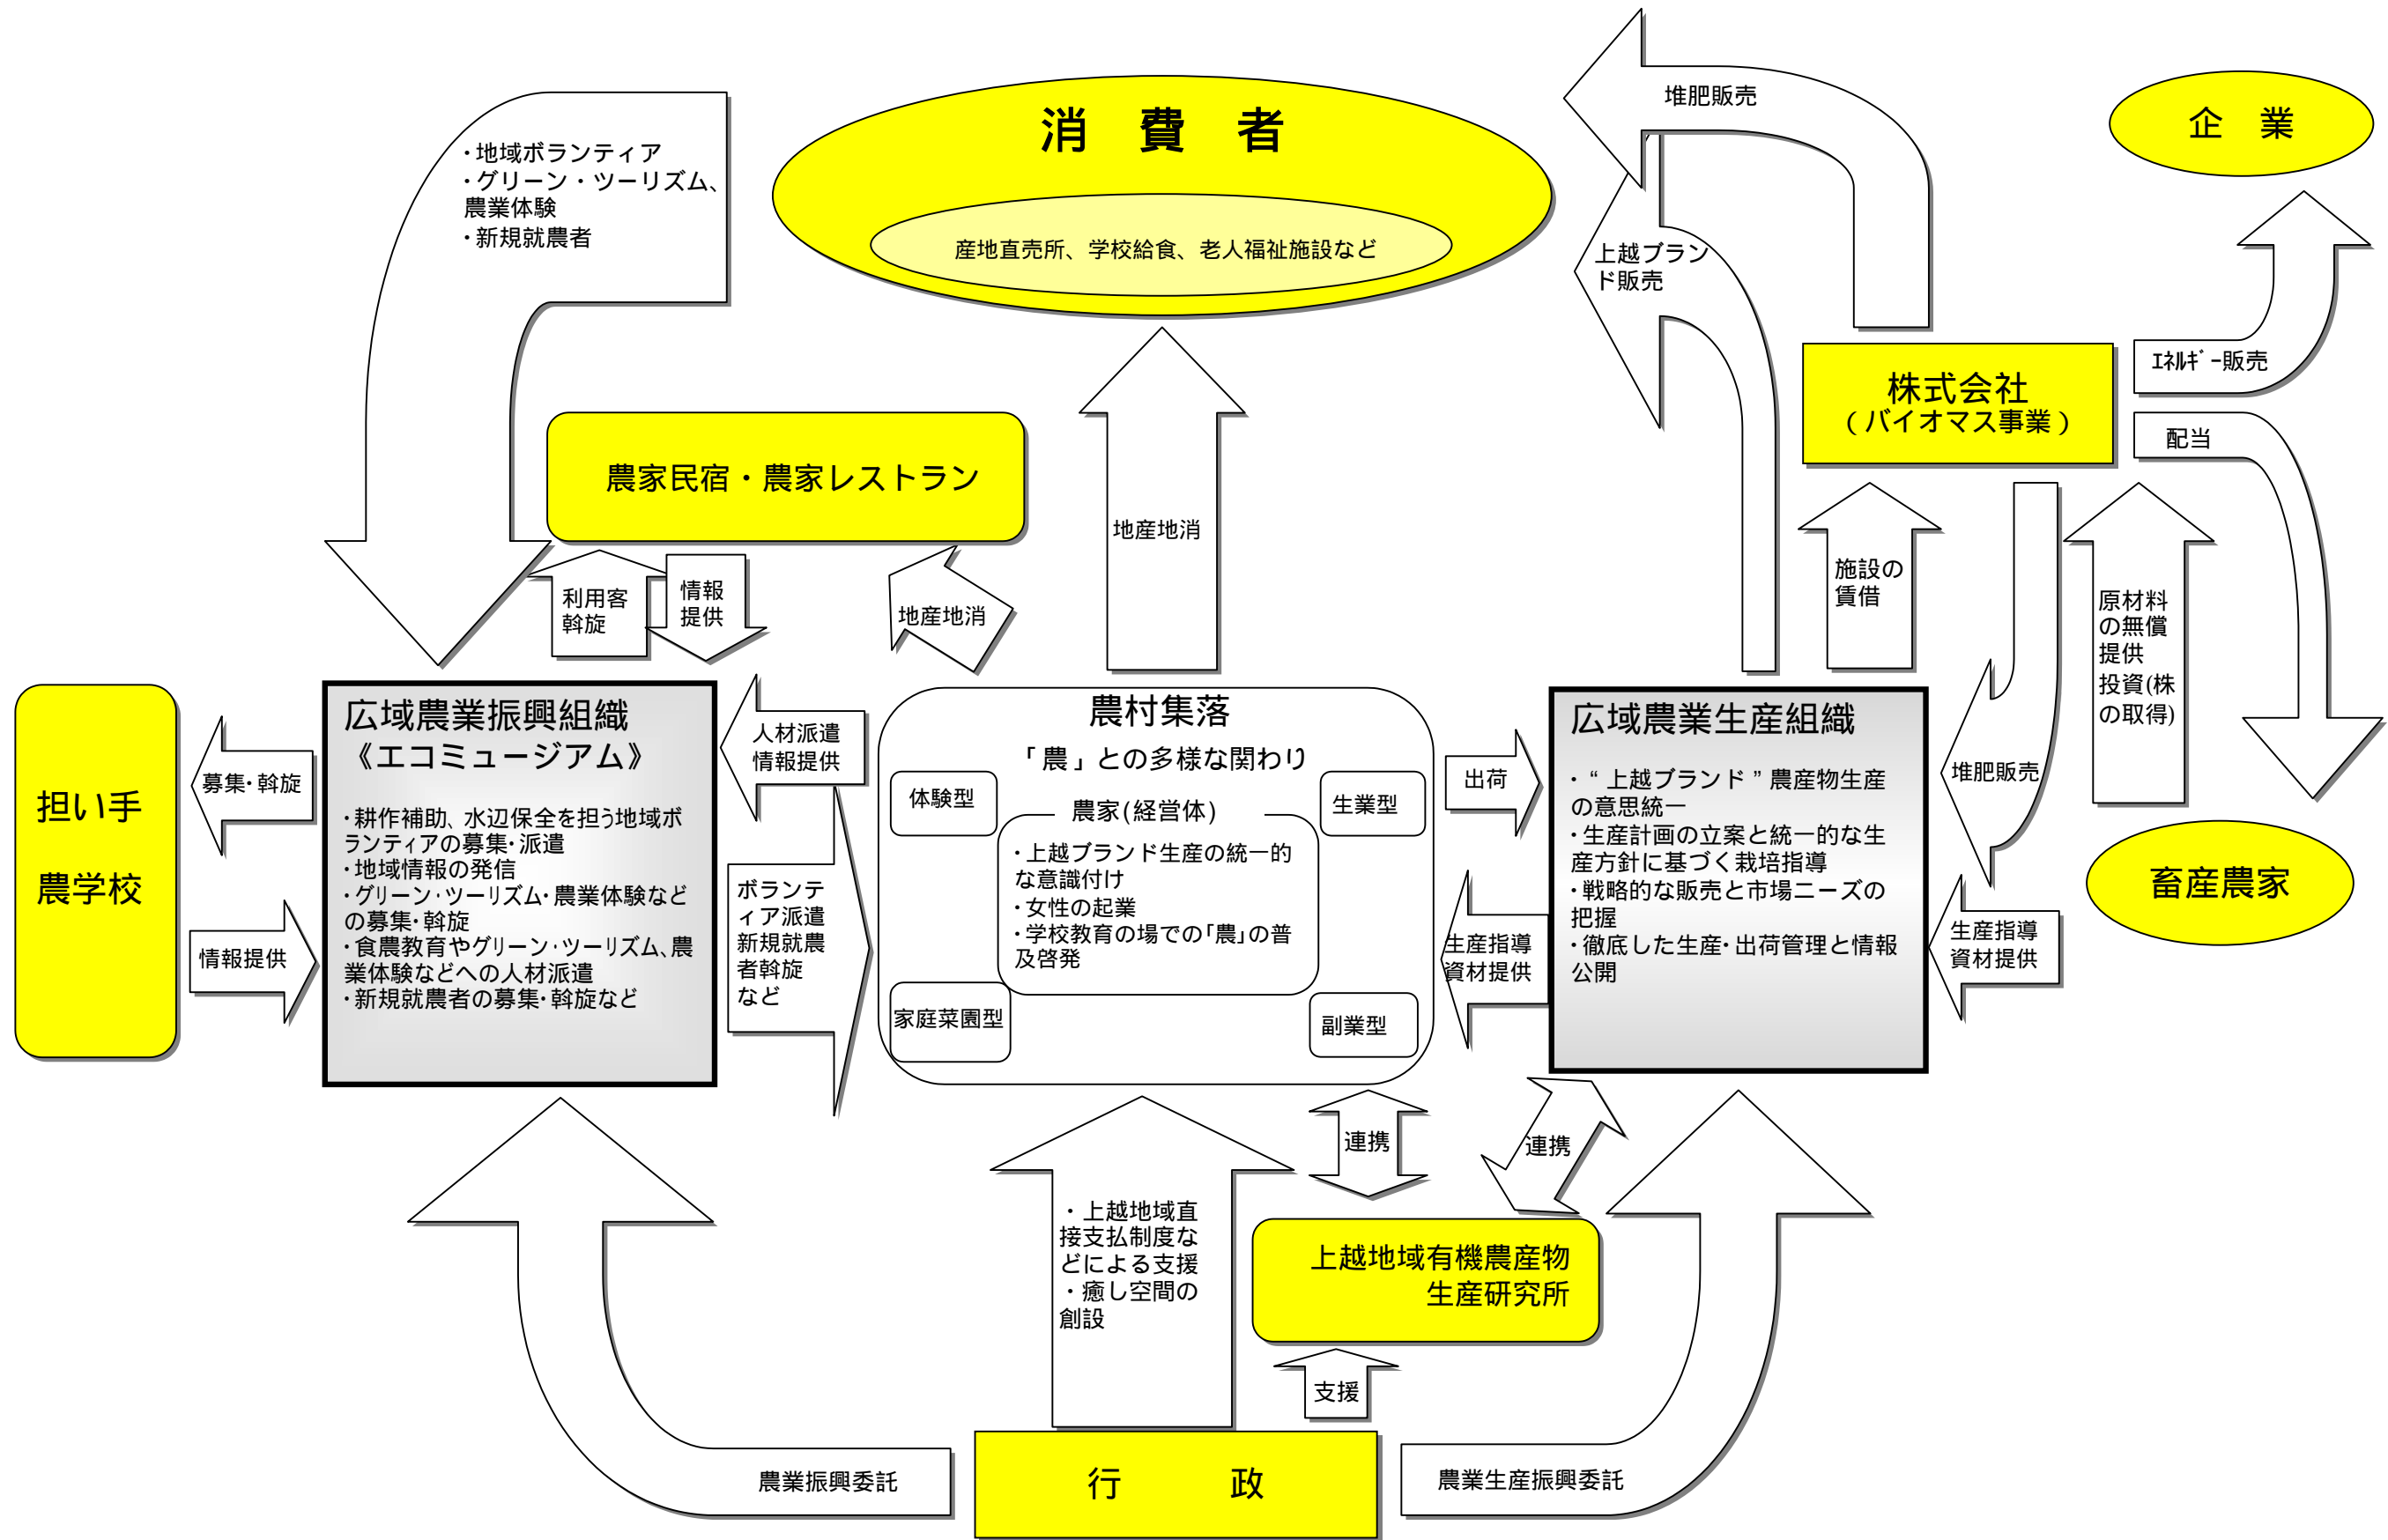 消　費　者
産地直売所、学校給食、老人福祉施設など
堆肥販売
企　業
・地域ボランティア
・グリーン・ツーリズム、
農業体験
・新規就農者
上越ブラン
ド販売
株式会社
（バイオマス事業）
ｴﾈﾙｷﾞｰ販売
配当
農家民宿・農家レストラン
地産地消
利用客
斡旋
情報
提供
地産地消
施設の
賃借
原材料
の無償
提供
投資(株
の取得)
堆肥販売
畜産農家
生産指導
資材提供
担い手
農学校
募集・斡旋
情報提供
広域農業振興組織
《エコミュージアム》
・耕作補助、水辺保全を担う地域ボ
ランティアの募集・派遣
・地域情報の発信
・グリーン・ツーリズム・農業体験など
の募集・斡旋
・食農教育やグリーン・ツーリズム、農
業体験などへの人材派遣
・新規就農者の募集・斡旋など
人材派遣
情報提供
ボランテ
ィア派遣
新規就農
者斡旋
など
農村集落
「農」との多様な関わり
体験型
生業型
農家(経営体)
・上越ブランド生産の統一的
な意識付け
・女性の起業
・学校教育の場での「農」の普
及啓発
家庭菜園型
副業型
出荷
生産指導
資材提供
広域農業生産組織
・“上越ブランド”農産物生産
の意思統一
・生産計画の立案と統一的な生
産方針に基づく栽培指導
・戦略的な販売と市場ニーズの
把握
・徹底した生産・出荷管理と情報
公開
連携
連携
・上越地域直
接支払制度な
どによる支援
・癒し空間の
創設
上越地域有機農産物
生産研究所
支援
農業振興委託
行　　　政
農業生産振興委託